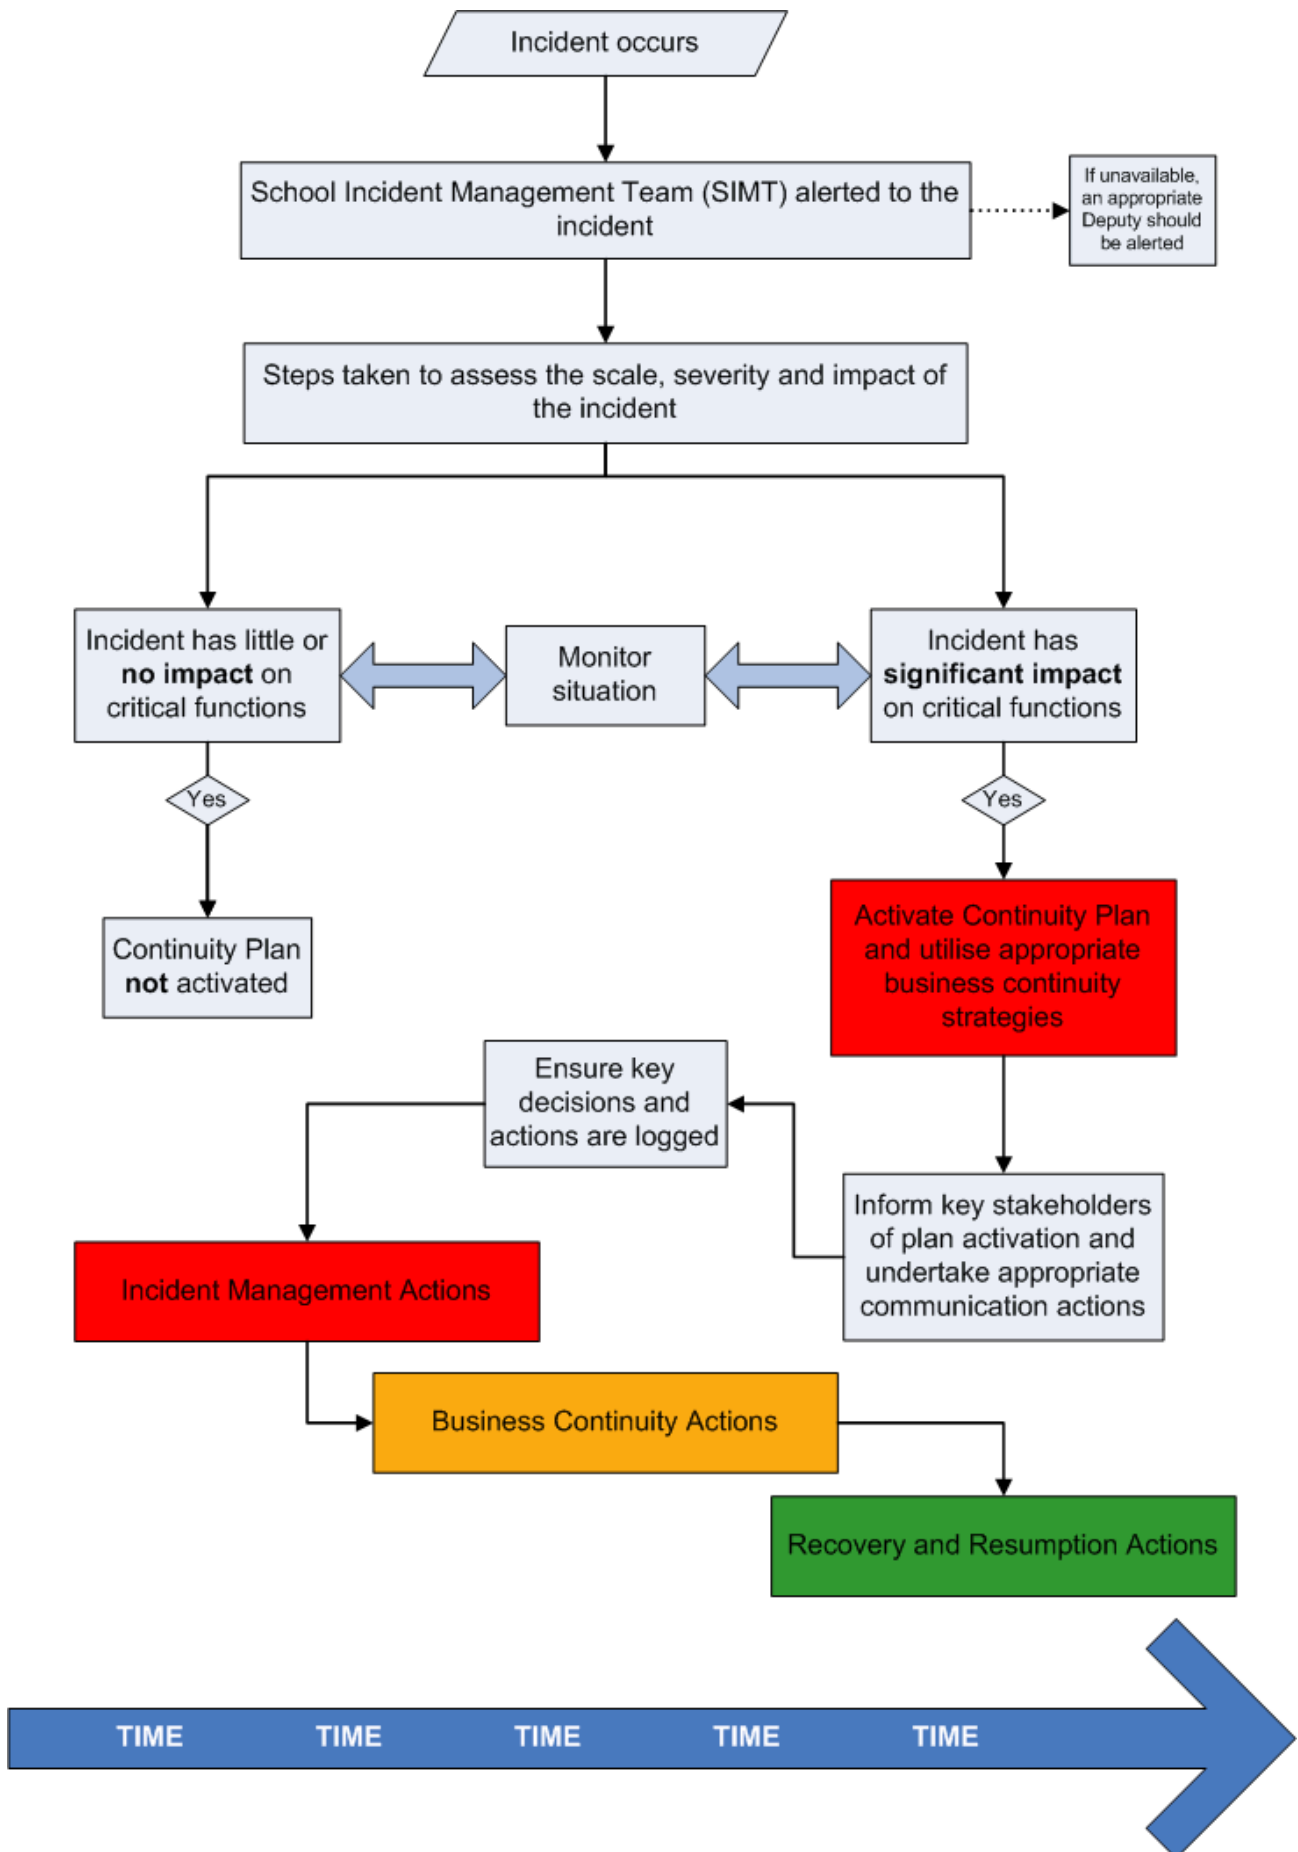 Incident occurs
School Incident Management Team (SIMT) alerted to the
incident
If unavailable,
an appropriate
Deputy should
be alerted
Steps taken to assess the scale, severity and impact of
the incident
Incident has little or
no impact on
critical functions
Monitor
situation
Incident has
significant impact
on critical functions
Yes
Yes
Continuity Plan
not activated
Activate Continuity Plan
and utilise appropriate
business continuity
strategies
Ensure key
decisions and
actions are logged
Inform key stakeholders
of plan activation and
undertake appropriate
communication actions
Incident Management Actions
Business Continuity Actions
Recovery and Resumption Actions
TIME TIME TIME TIME TIME